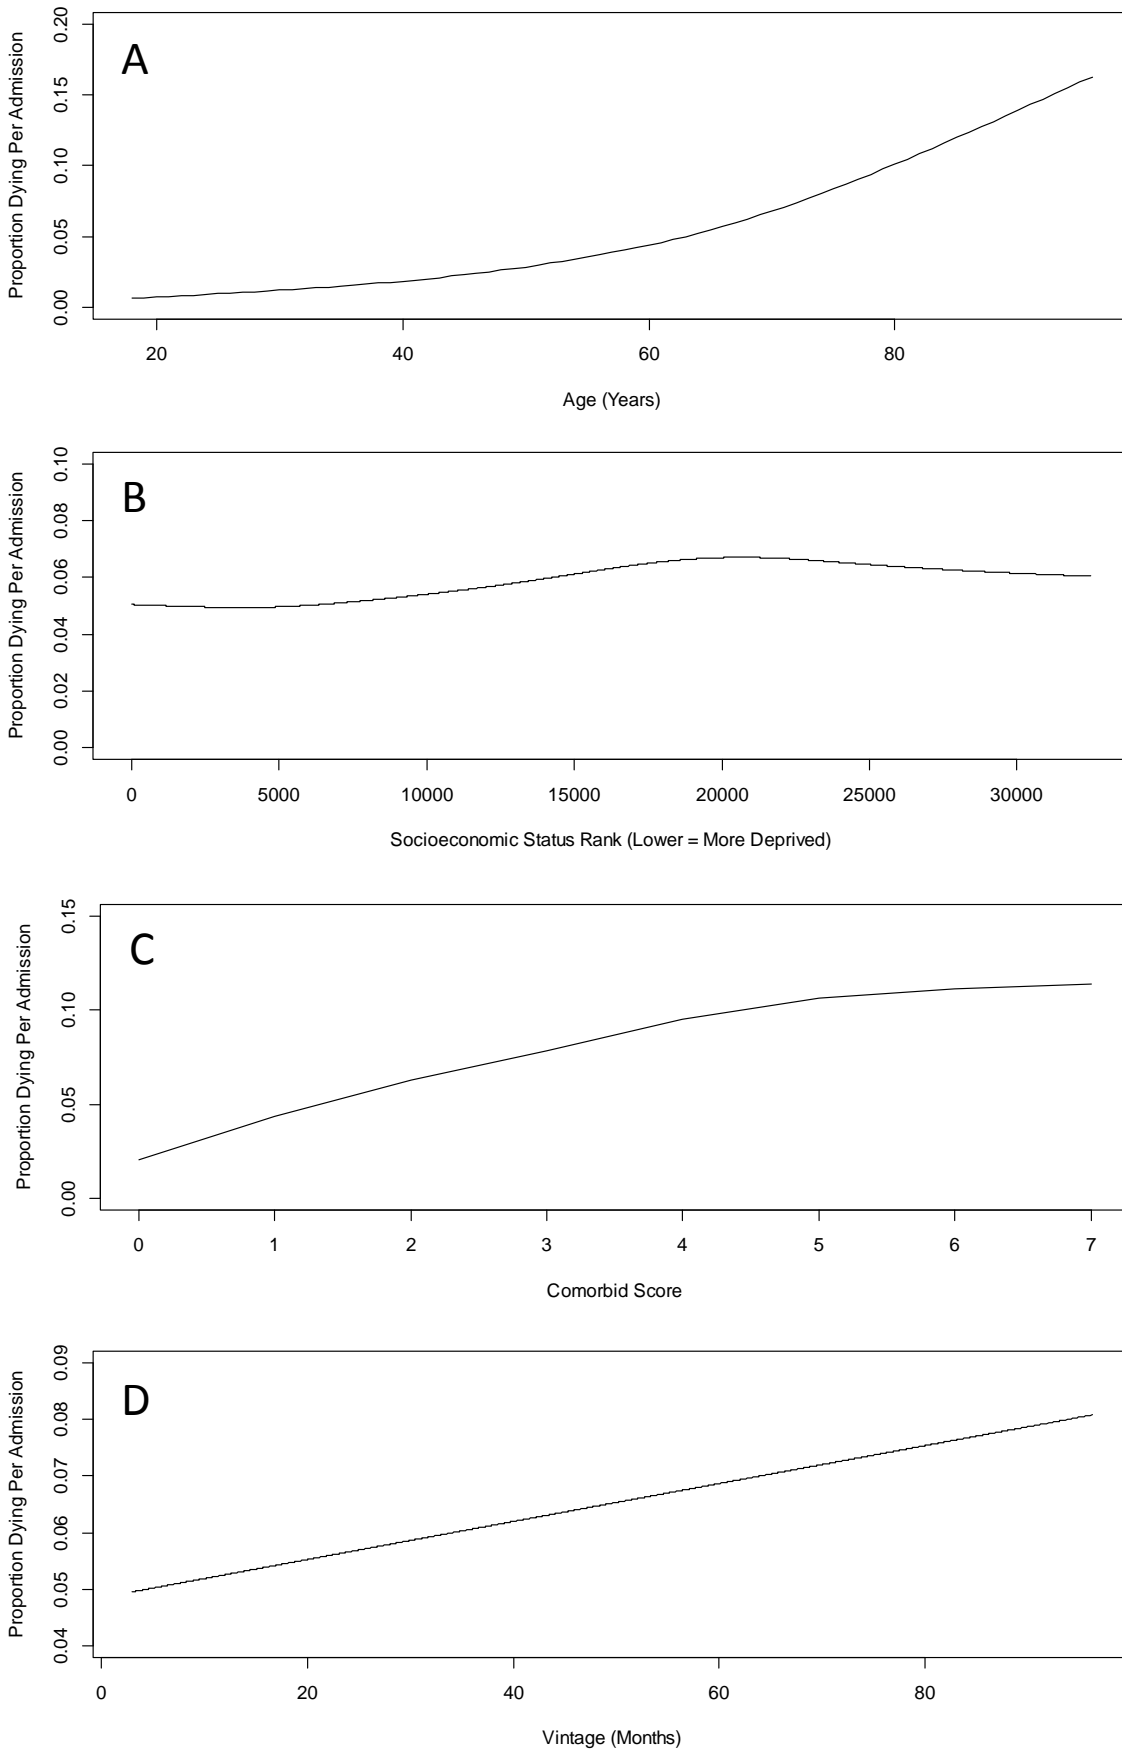 A
Proportion Dying Per Admission
0.20
0.15
0.10
0.05
0.00
20 40 60 80
Age (Years)
B
Proportion Dying Per Admission
0.10
0.08
0.06
0.04
0.02
0.00
0 5000 10000 15000 20000 25000 30000
Socioeconomic Status Rank (Lower = More Deprived)
C
Proportion Dying Per Admission
0.15
0.10
0.05
0.00
0 1 2 3 4 5 6 7
Comorbid Score
D
Proportion Dying Per Admission
0.09
0.08
0.07
0.06
0.05
0.04
0 20 40 60 80
Vintage (Months)